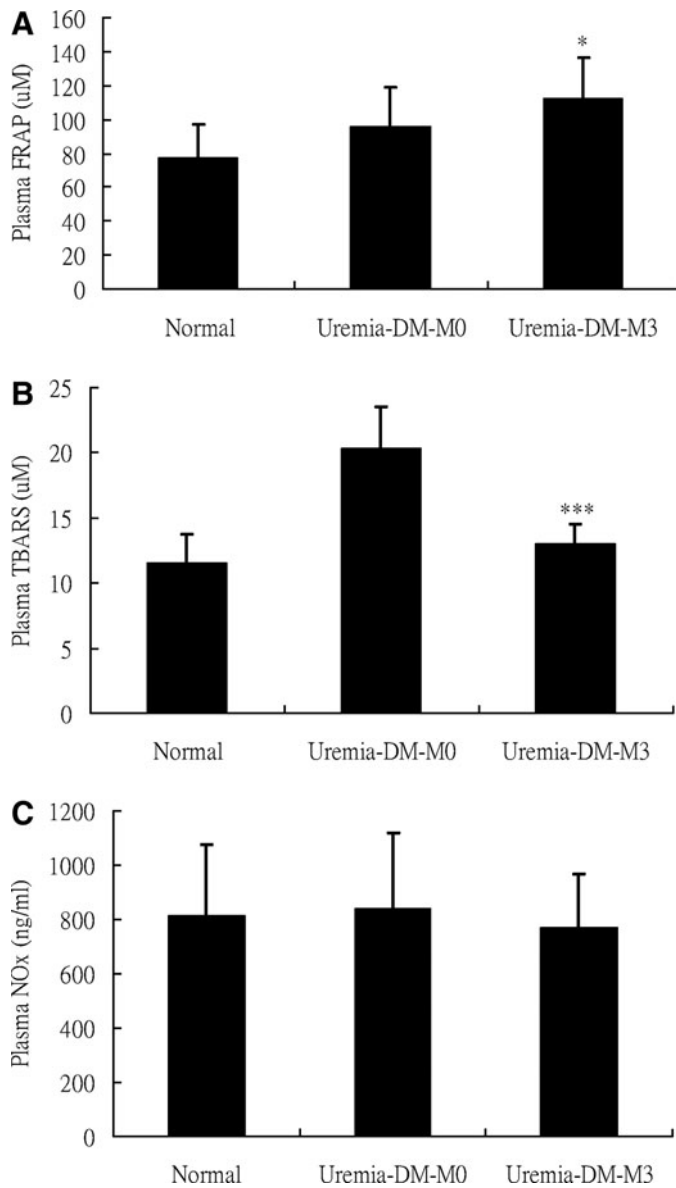 A
Plasma FRAP (uM)
160
140
120
100
80
60
40
20
0
*
Normal Uremia-DM-M0 Uremia-DM-M3
B
Plasma TBARS (uM)
25
20
15
10
5
0
***
Normal Uremia-DM-M0 Uremia-DM-M3
C
Plasma NOx (ng/ml)
1200
1000
800
600
400
200
0
Normal Uremia-DM-M0 Uremia-DM-M3